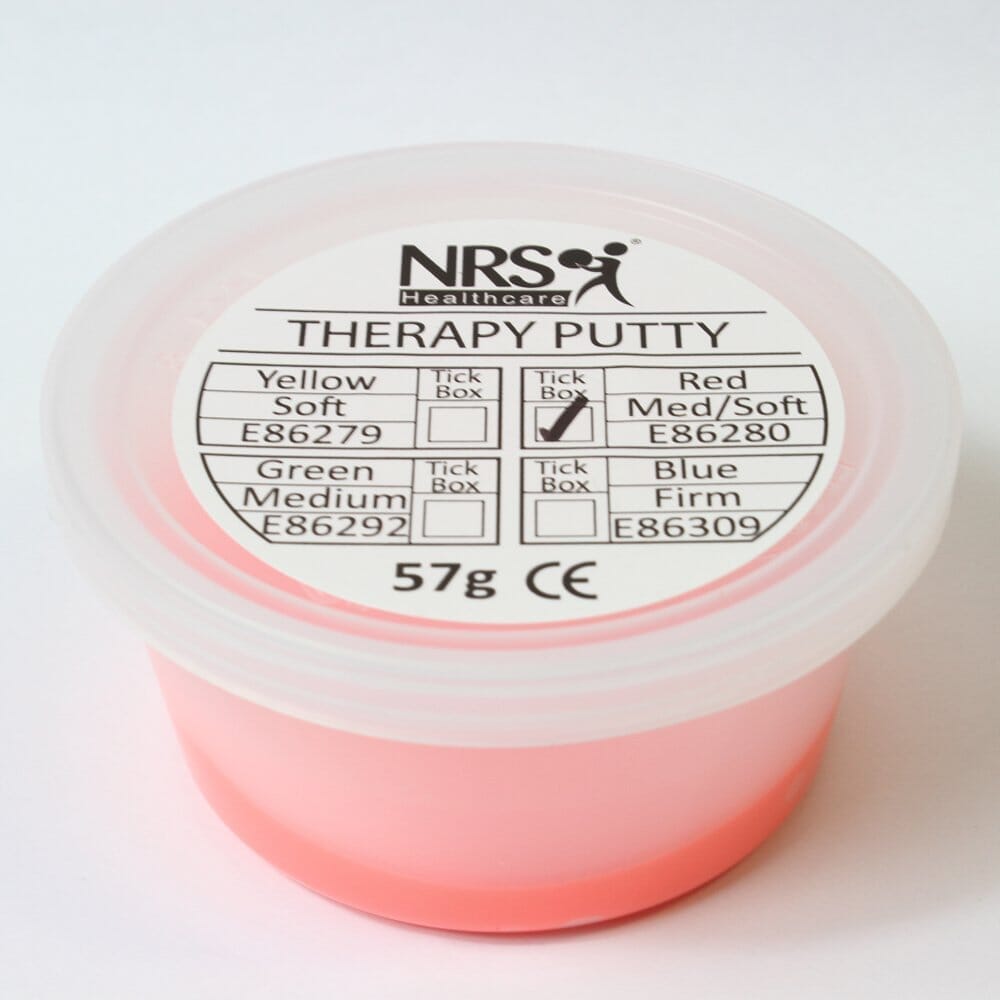 NRS®
Healthcare
THERAPY PUTTY
Yellow
Soft
E86279
Tick
Box
Tick
Box
Red
Med/Soft
E86280
Green
Medium
E86292
Tick
Box
Tick
Box
Blue
Firm
E86309
57g CE